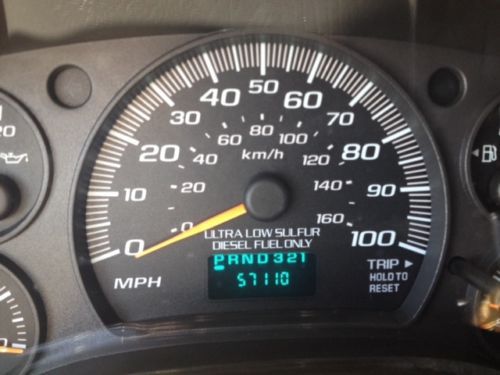 50
40 60
30 70
80
60 100
20 40 km/h 120 80
20
10 20 140 90
0 160
0 ULTRA LOW SULFUR 100
DIESEL FUEL ONLY
PRND321
MPH 57110
TRIP
HOLD TO
RESET